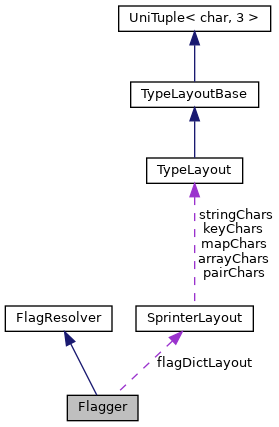 UniTuple< char, 3 >
TypeLayoutBase
TypeLayout
stringChars
keyChars
mapChars
arrayChars
pairChars
FlagResolver
SprinterLayout
flagDictLayout
Flagger